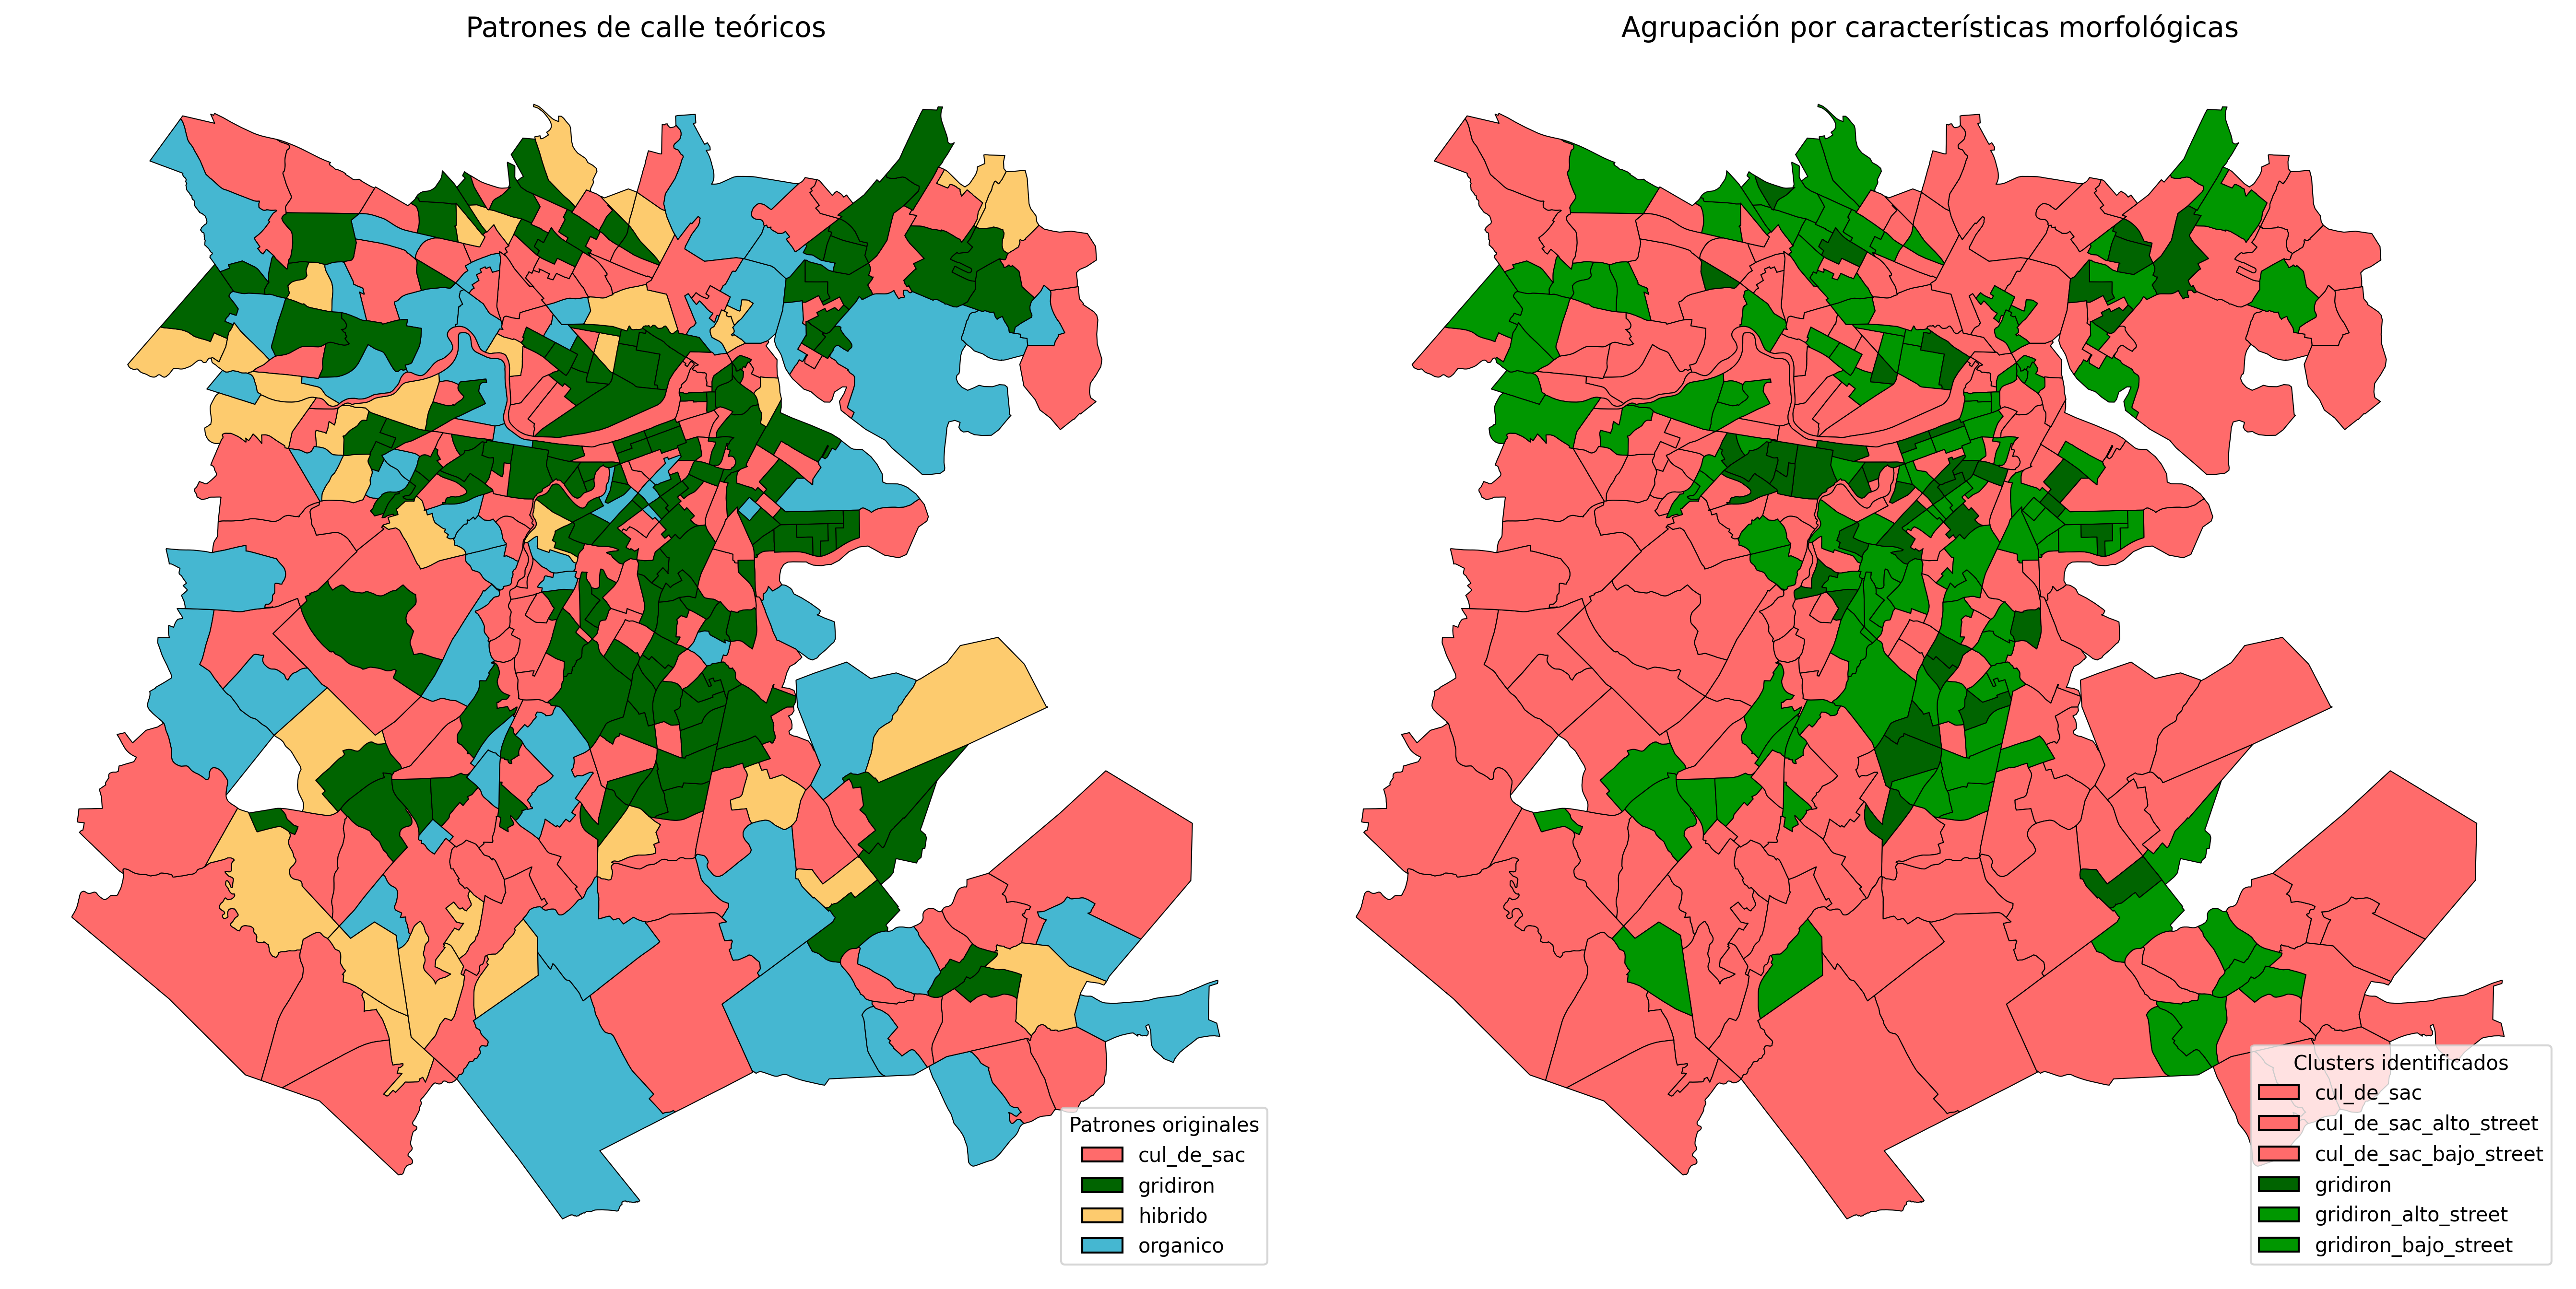 Patrones de calle teóricos
Agrupación por características morfológicas
Patrones originales
cul_de_sac
gridiron
hibrido
organico
Clusters identificados
cul_de_sac
cul_de_sac_alto_street
cul_de_sac_bajo_street
gridiron
gridiron_alto_street
gridiron_bajo_street